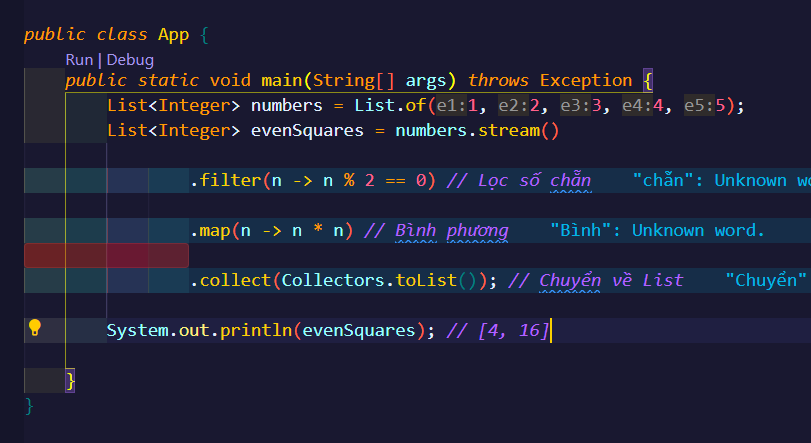 public class App {
Run | Debug
public static void main(String[] args) throws Exception {
List<Integer> numbers = List.of(e1:1, e2:2, e3:3, e4:4, e5:5);
List<Integer> evenSquares = numbers.stream()
.filter(n -> n % 2 == 0) // Lọc số chẵn "chẵn": Unknown wo
.map(n -> n * n) // Bình phương "Bình": Unknown word.
.collect(Collectors.toList()); // Chuyển về List "Chuyển"
System.out.println(evenSquares); // [4, 16]
}
}